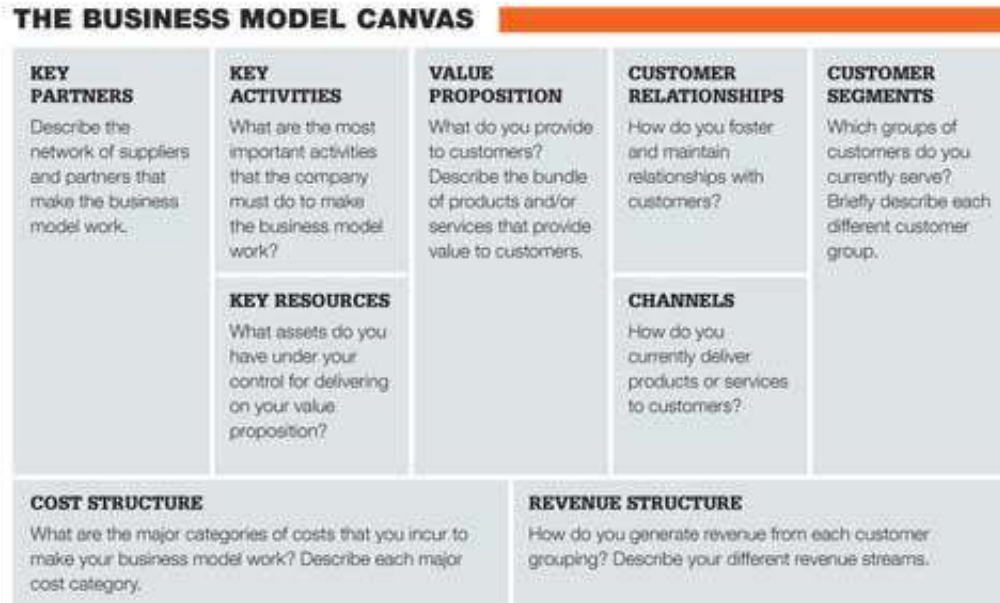 THE BUSINESS MODEL CANVAS
KEY
PARTNERS
Describe the
network of suppliers
and partners that
make the business
model work.
KEY
ACTIVITIES
What are the most
important activities
that the company
must do to make
the business model
work?
KEY RESOURCES
What assets do you
have under your
control for delivering
on your value
proposition?
VALUE
PROPOSITION
What do you provide
to customers?
Describe the bundle
of products and/or
services that provide
value to customers.
CUSTOMER
RELATIONSHIPS
How do you foster
and maintain
relationships with
customers?
CHANNELS
How do you
currently deliver
products or services
to customers?
CUSTOMER
SEGMENTS
Which groups of
customers do you
currently serve?
Briefly describe each
different customer
group.
COST STRUCTURE
What are the major categories of costs that you incur to
make your business model work? Describe each major
cost category.
REVENUE STRUCTURE
How do you generate revenue from each customer
grouping? Describe your different revenue streams.